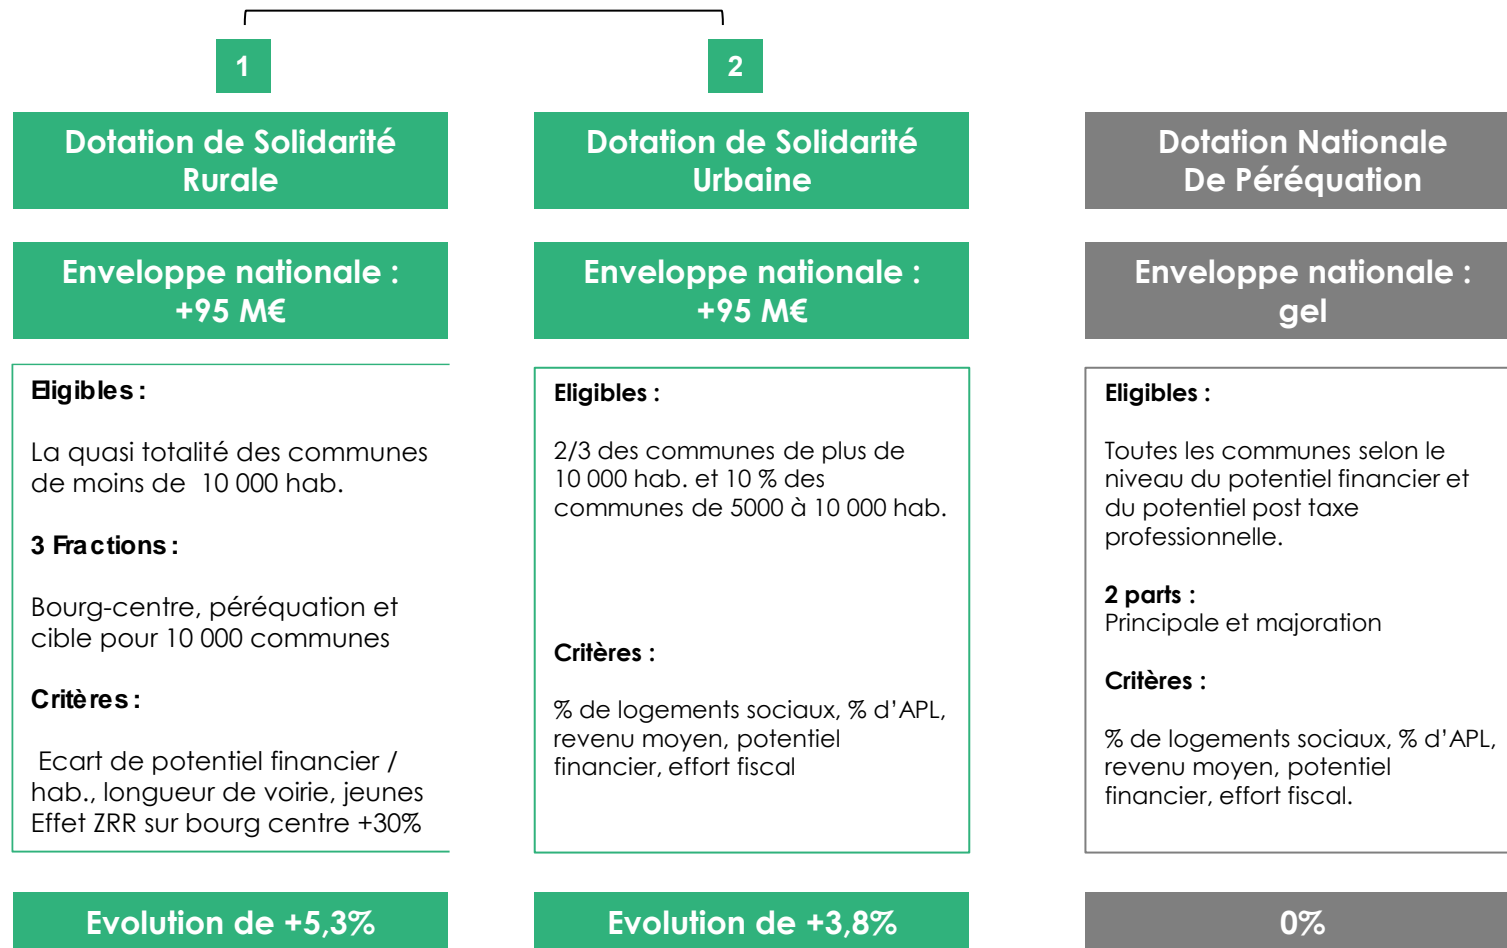 1
Dotation de Solidarité
Rurale
Enveloppe nationale :
+95 M€
Eligibles :
La quasi totalité des communes
de moins de 10 000 hab.
3 Fractions :
Bourg-centre, péréquation et
cible pour 10 000 communes
Critères :
Ecart de potentiel financier /
hab., longueur de voirie, jeunes
Effet ZRR sur bourg centre +30%
Evolution de +5,3%
2
Dotation de Solidarité
Urbaine
Enveloppe nationale :
+95 M€
Eligibles :
2/3 des communes de plus de
10 000 hab. et 10 % des
communes de 5000 à 10 000 hab.
Critères :
% de logements sociaux, % d’APL,
revenu moyen, potentiel
financier, effort fiscal
Evolution de +3,8%
Dotation Nationale
De Péréquation
Enveloppe nationale :
gel
Eligibles :
Toutes les communes selon le
niveau du potentiel financier et
du potentiel post taxe
professionnelle.
2 parts :
Principale et majoration
Critères :
% de logements sociaux, % d’APL,
revenu moyen, potentiel
financier, effort fiscal.
0%